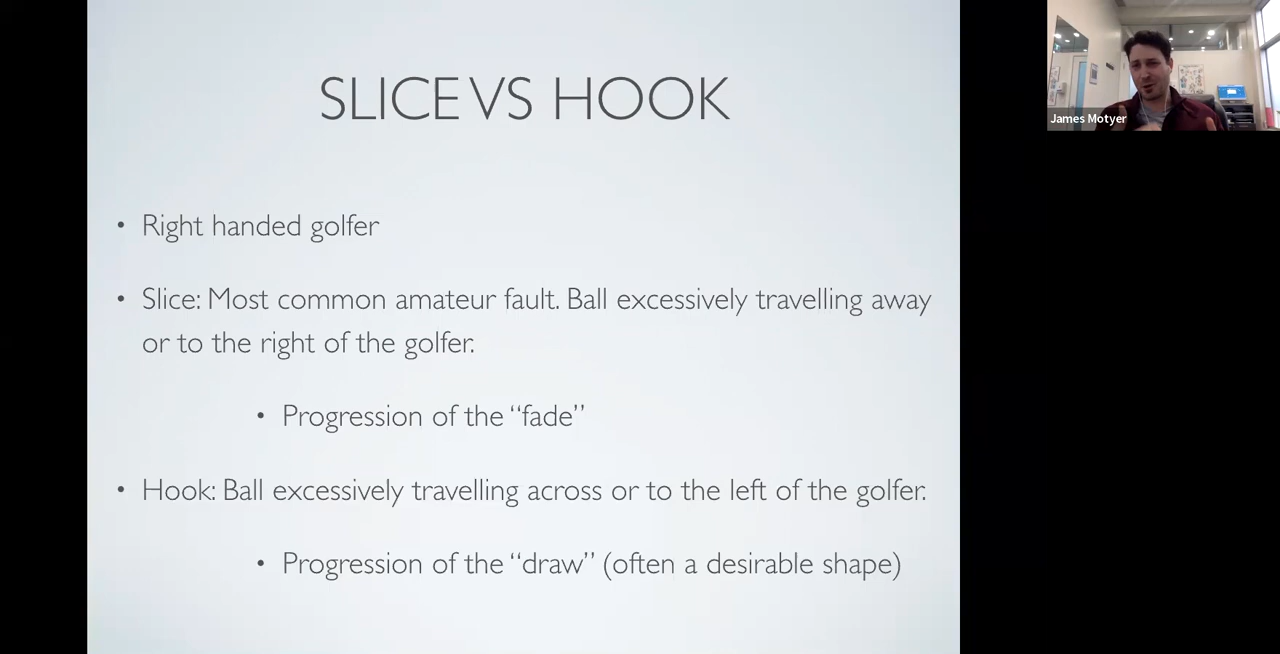 SLICE VS HOOK
• Right handed golfer
• Slice: Most common amateur fault. Ball excessively travelling away
or to the right of the golfer.
• Progression of the “fade”
• Hook: Ball excessively travelling across or to the left of the golfer.
• Progression of the “draw” (often a desirable shape)
James Motyer